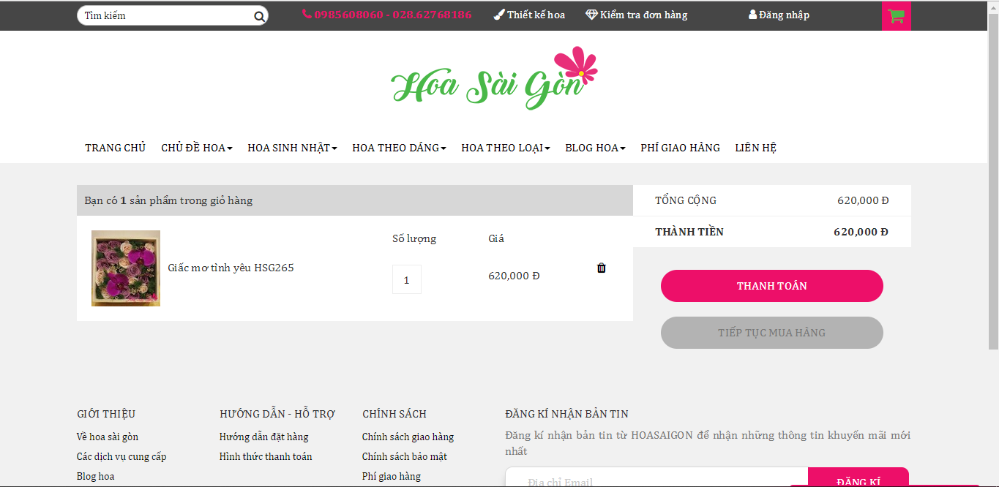 Tìm kiếm
0985608060 - 028.62768186
Thiết kế hoa
Kiểm tra đơn hàng
Đăng nhập
Hoa Sài Gòn
TRANG CHỦ
CHỦ ĐỀ HOA
HOA SINH NHẬT
HOA THEO DÁNG
HOA THEO LOẠI
BLOG HOA
PHÍ GIAO HÀNG
LIÊN HỆ
Bạn có 1 sản phẩm trong giỏ hàng
Số lượng
Giá
Giấc mơ tình yêu HSG265
1
620,000 Đ
TỔNG CỘNG
620,000 Đ
THÀNH TIỀN
620,000 Đ
THANH TOÁN
TIẾP TỤC MUA HÀNG
GIỚI THIỆU
Về hoa sài gòn
Các dịch vụ cung cấp
Blog hoa
HƯỚNG DẪN - HỖ TRỢ
Hướng dẫn đặt hàng
Hình thức thanh toán
CHÍNH SÁCH
Chính sách giao hàng
Chính sách bảo mật
Phí giao hàng
ĐĂNG KÍ NHẬN BẢN TIN
Đăng kí nhận bản tin từ HOASAIGON để nhận những thông tin khuyến mãi mới
nhất
Địa chỉ Email
ĐĂNG KÍ